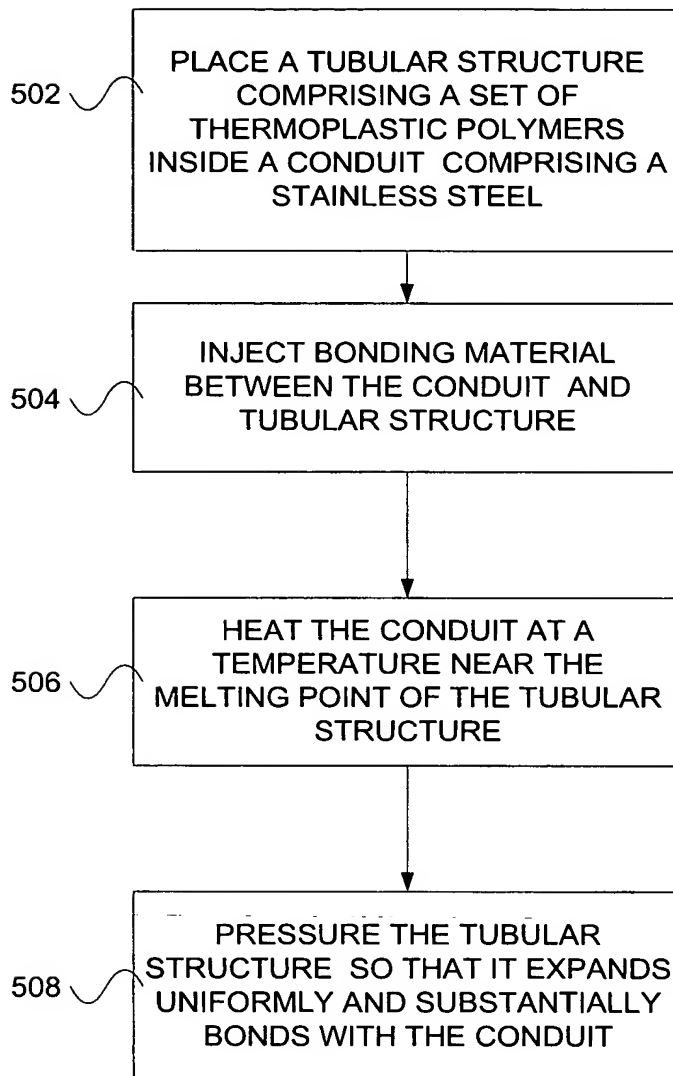 502
PLACE A TUBULAR STRUCTURE
COMPRISING A SET OF
THERMOPLASTIC POLYMERS
INSIDE A CONDUIT COMPRISING A
STAINLESS STEEL
504
INJECT BONDING MATERIAL
BETWEEN THE CONDUIT AND
TUBULAR STRUCTURE
506
HEAT THE CONDUIT AT A
TEMPERATURE NEAR THE
MELTING POINT OF THE TUBULAR
STRUCTURE
508
PRESSURE THE TUBULAR
STRUCTURE SO THAT IT EXPANDS
UNIFORMLY AND SUBSTANTIALLY
BONDS WITH THE CONDUIT